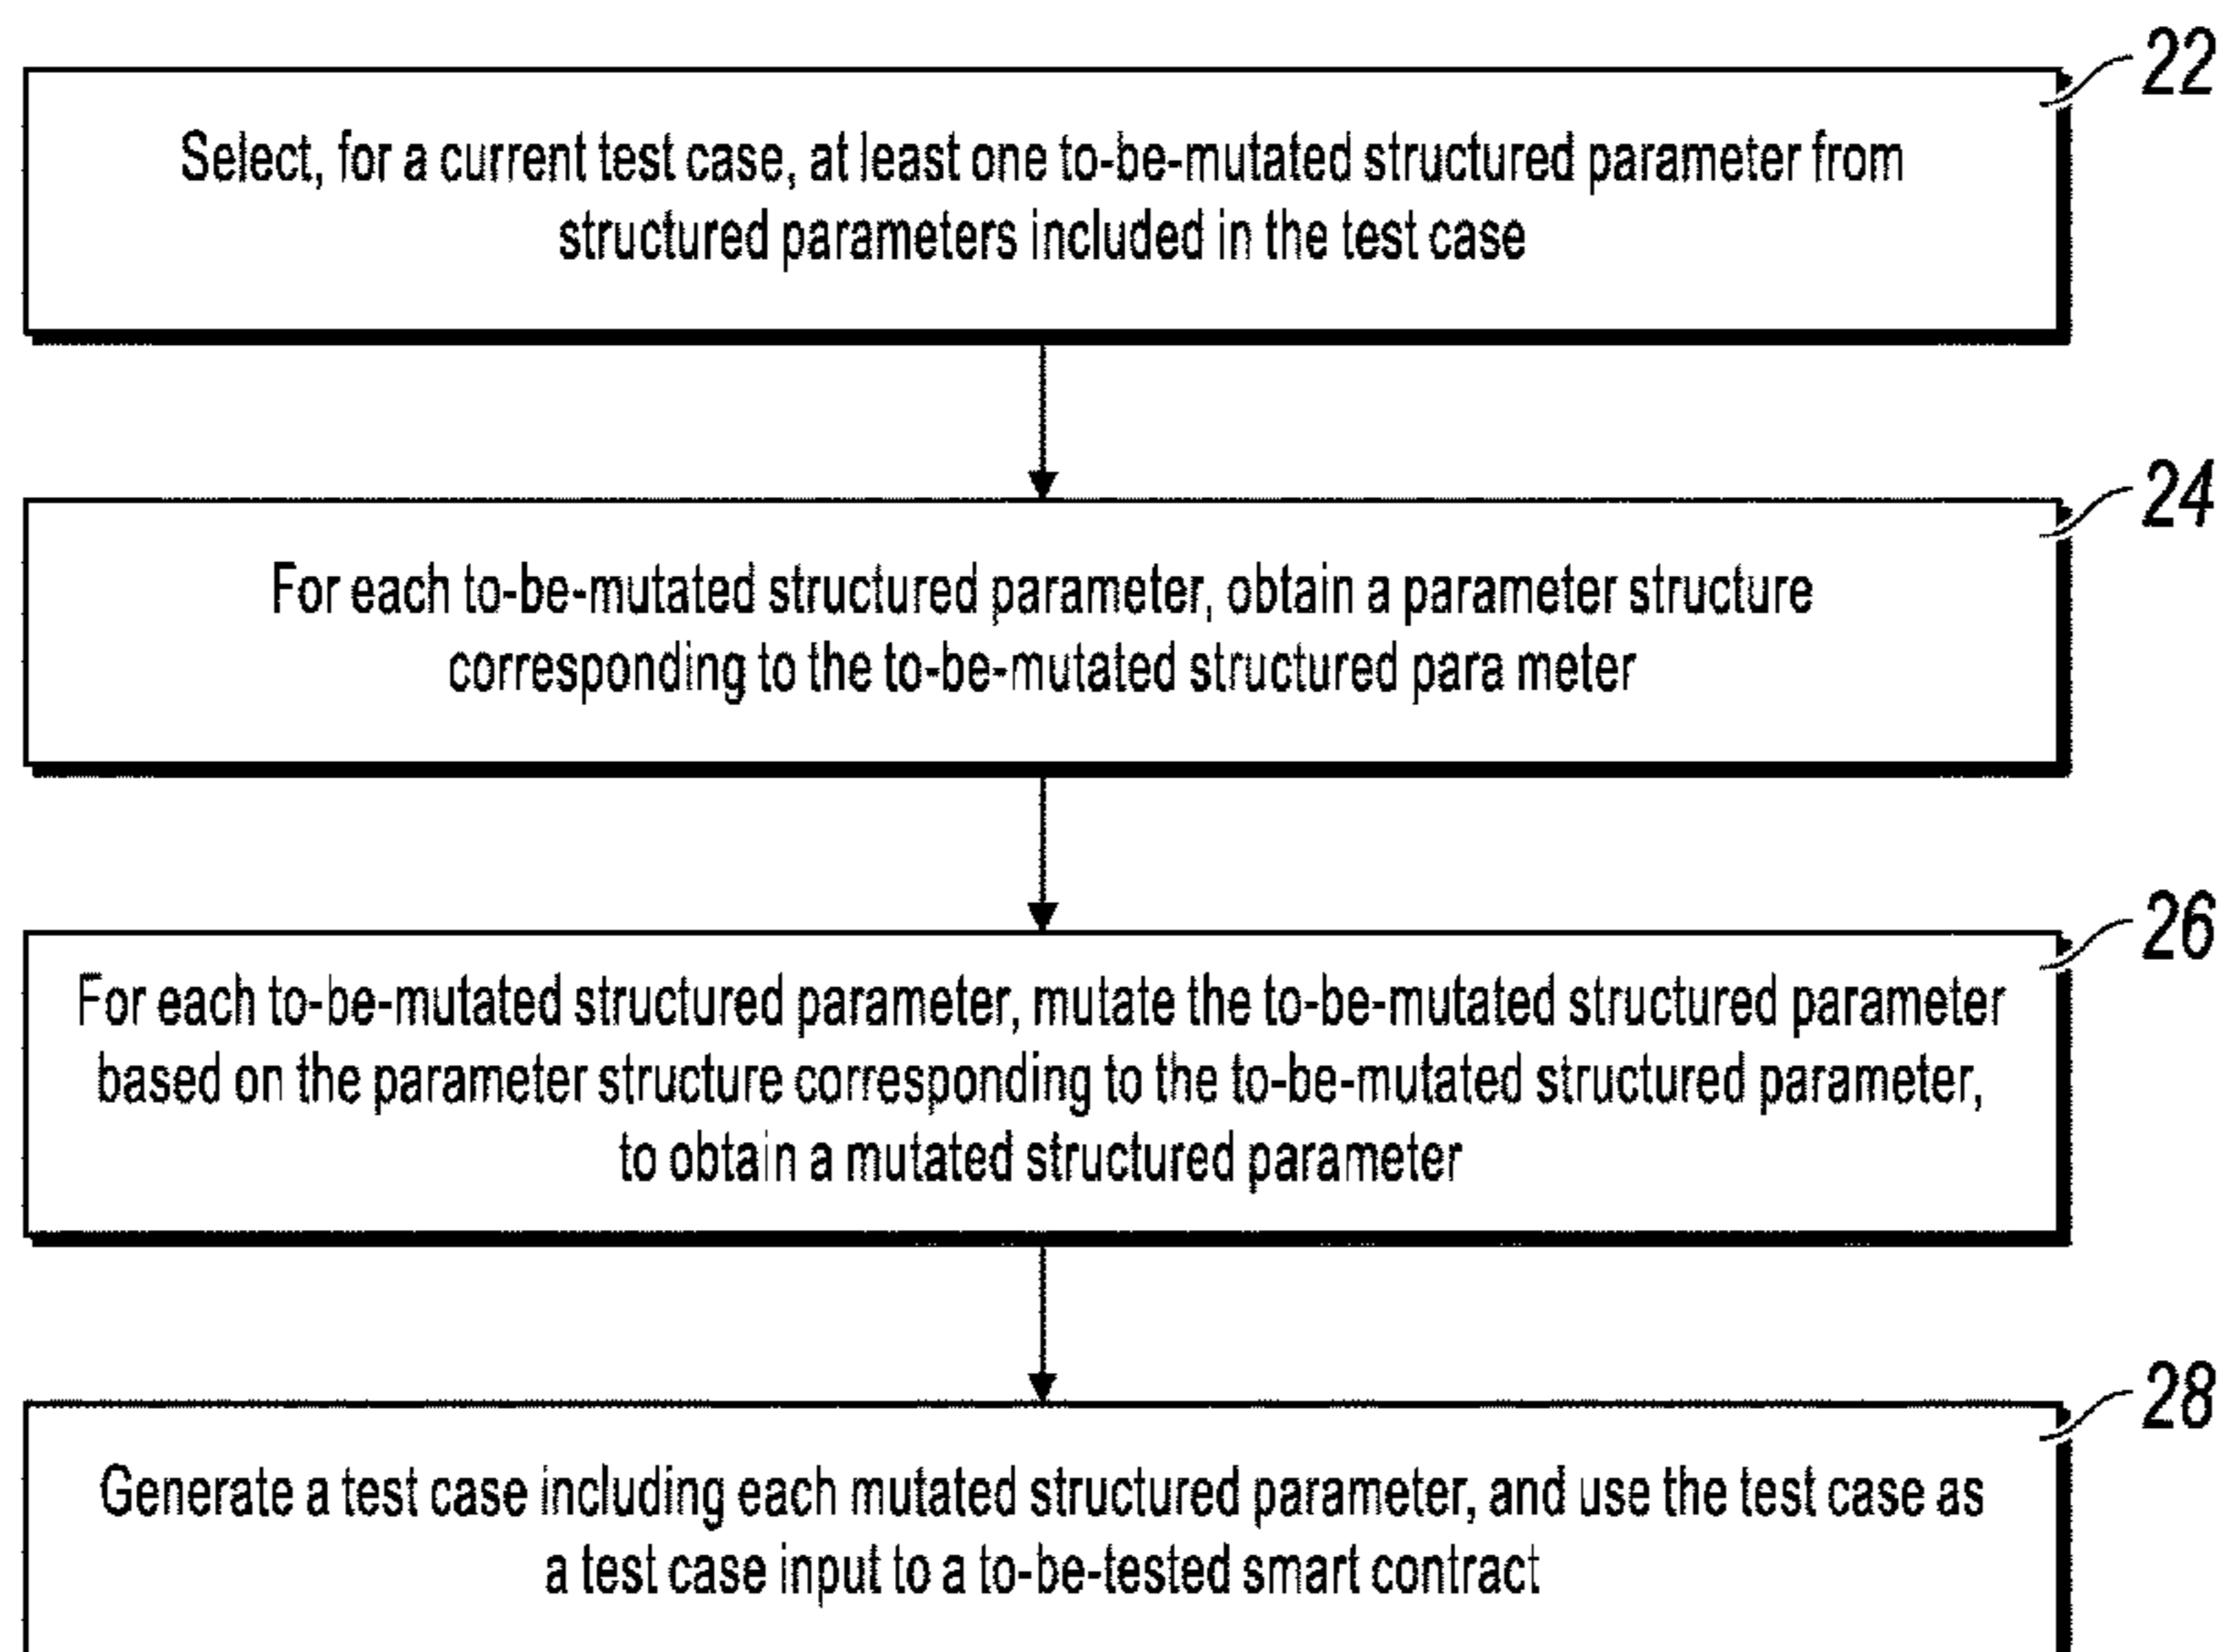 22
Select, for a current test case, at least one to-be-mutated structured parameter from
structured parameters included in the test case
24
For each to-be-mutated structured parameter, obtain a parameter structure
corresponding to the to-be-mutated structured para meter
26
For each to-be-mutated structured parameter, mutate the to-be-mutated structured parameter
based on the parameter structure corresponding to the to-be-mutated structured parameter,
to obtain a mutated structured parameter
28
Generate a test case including each mutated structured parameter, and use the test case as
a test case input to a to-be-tested smart contract